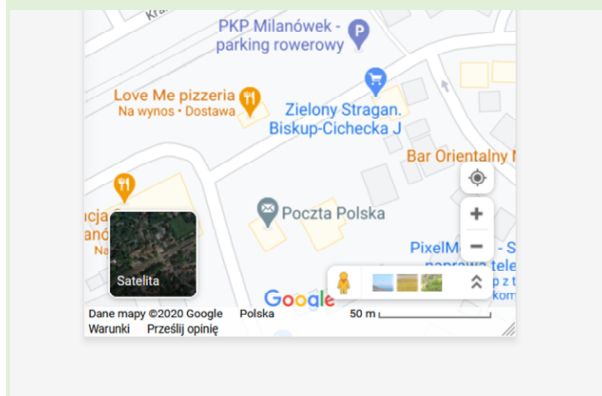 PKP Milanówek -
parking rowerowy
P
Love Me pizzeria
Na wynos • Dostawa
Zielony Stragan.
Biskup-Cichecka J
Bar Orientalny
Poczta Polska
Satelita
Google
Dane mapy ©2020 Google Polska 50 m
Warunki Prześlij opinię